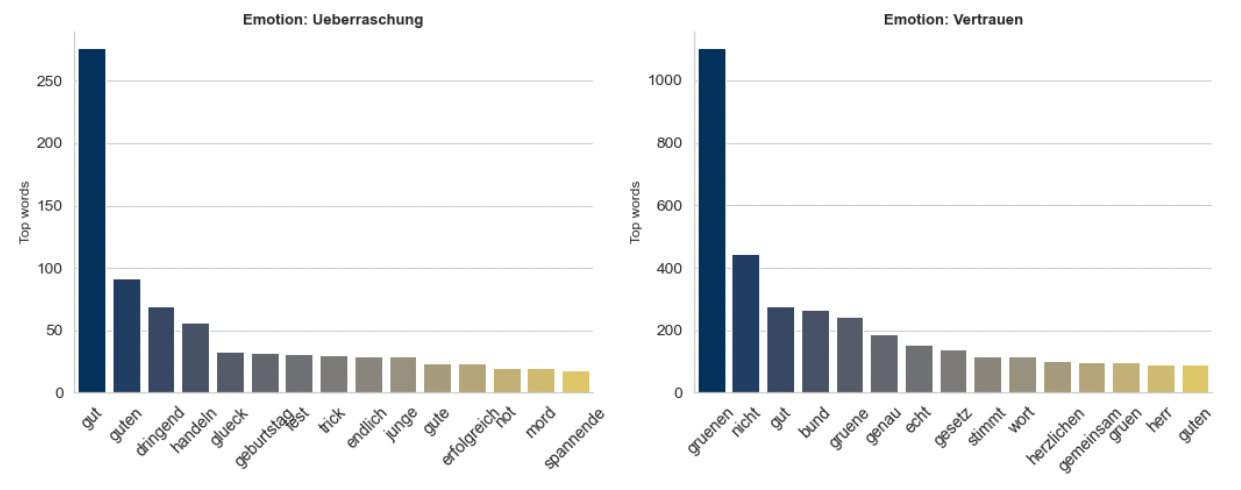 Emotion: Ueberraschung
Top words
250
200
150
100
50
0
gut
guten
dringend
handeln
glueck
geburtstag
fest
trick
endlich
junge
gute
erfolgreich
not
mord
spannende
Emotion: Vertrauen
Top words
1000
800
600
400
200
0
gruenen
nicht
gut
bund
gruene
genau
echt
gesetz
stimmt
wort
herzlichen
gemeinsam
gruen
herr
guten